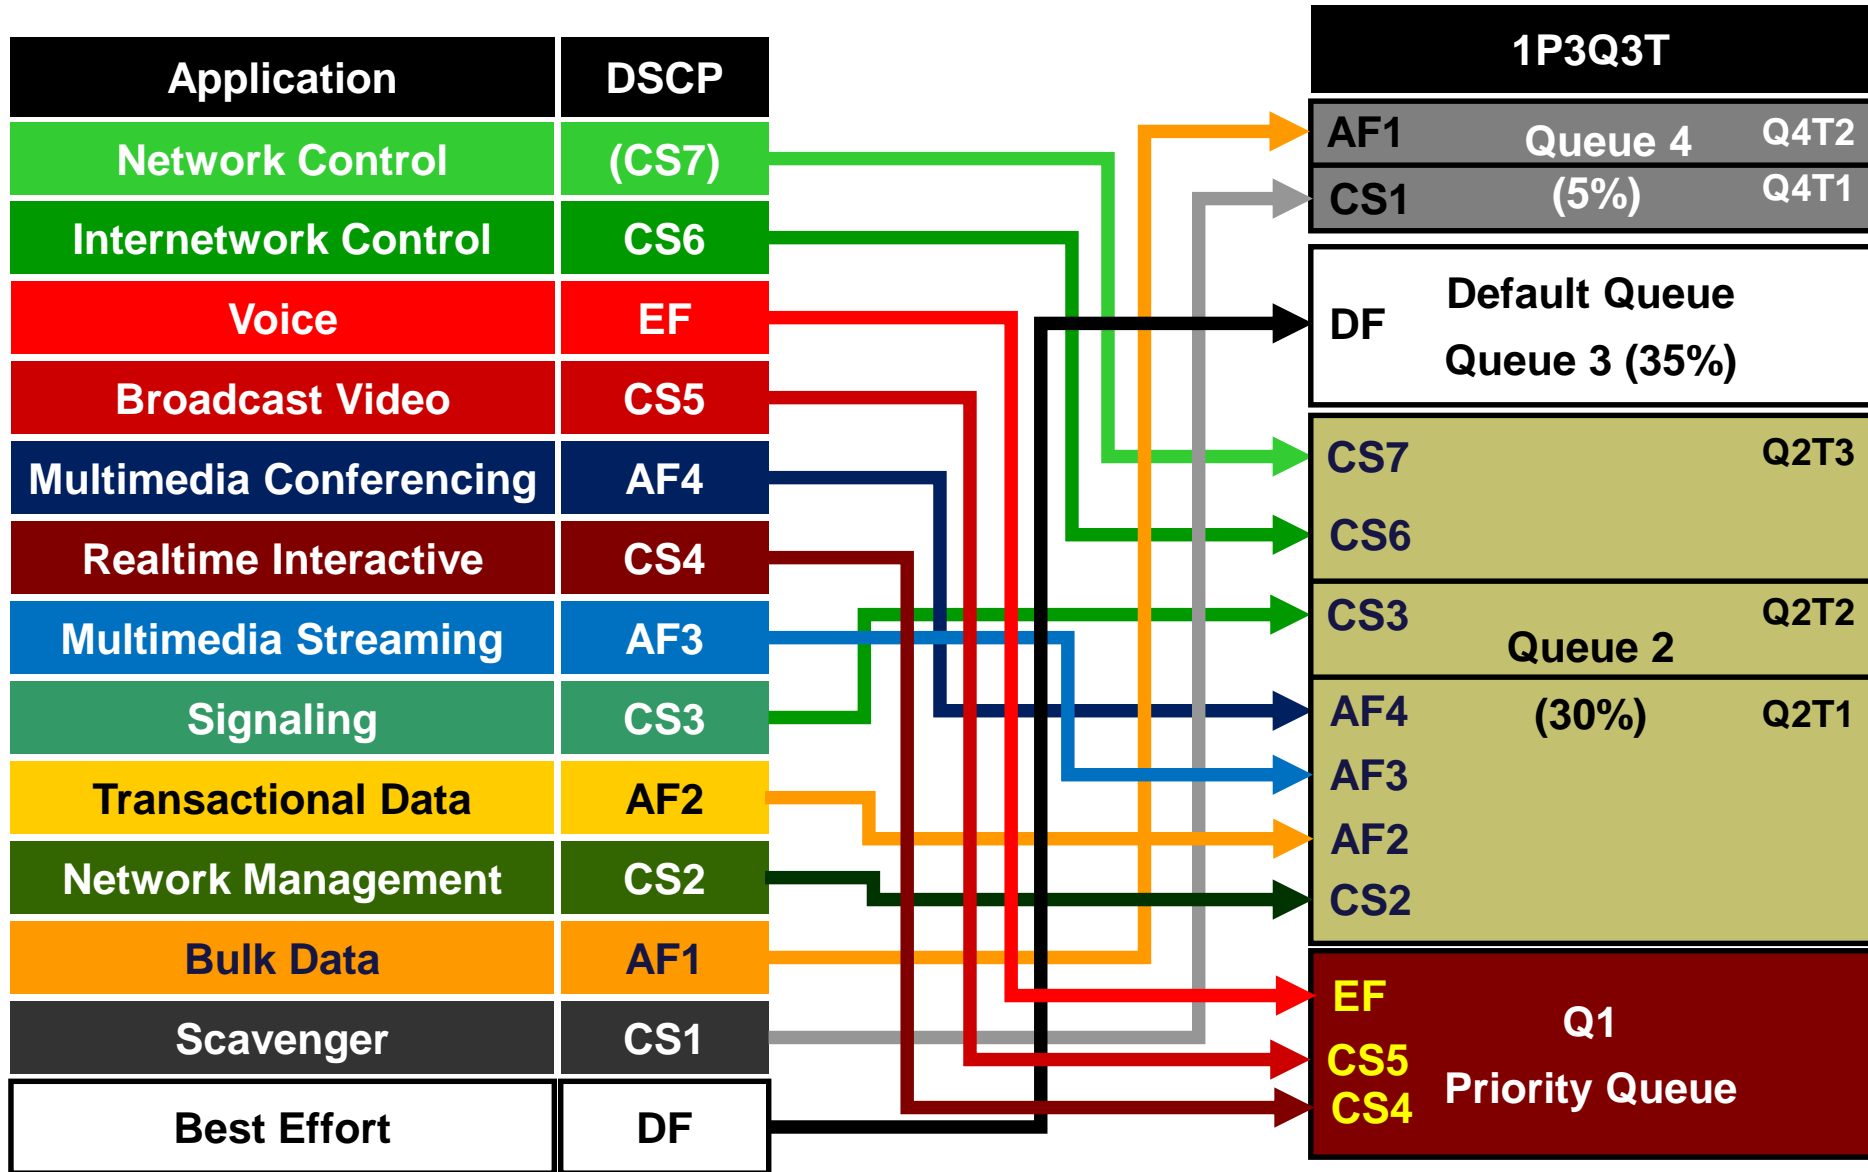 Application DSCP
Network Control (CS7)
Internetwork Control CS6
Voice EF
Broadcast Video CS5
Multimedia Conferencing AF4
Realtime Interactive CS4
Multimedia Streaming AF3
Signaling CS3
Transactional Data AF2
Network Management CS2
Bulk Data AF1
Scavenger CS1
Best Effort DF
1P3Q3T
AF1 Queue 4 Q4T2
CS1 (5%) Q4T1
Default Queue
DF
Queue 3 (35%)
CS7 Q2T3
CS6
CS3 Q2T2
Queue 2
AF4 (30%) Q2T1
AF3
AF2
CS2
EF
Q1
CS5
Priority Queue
CS4